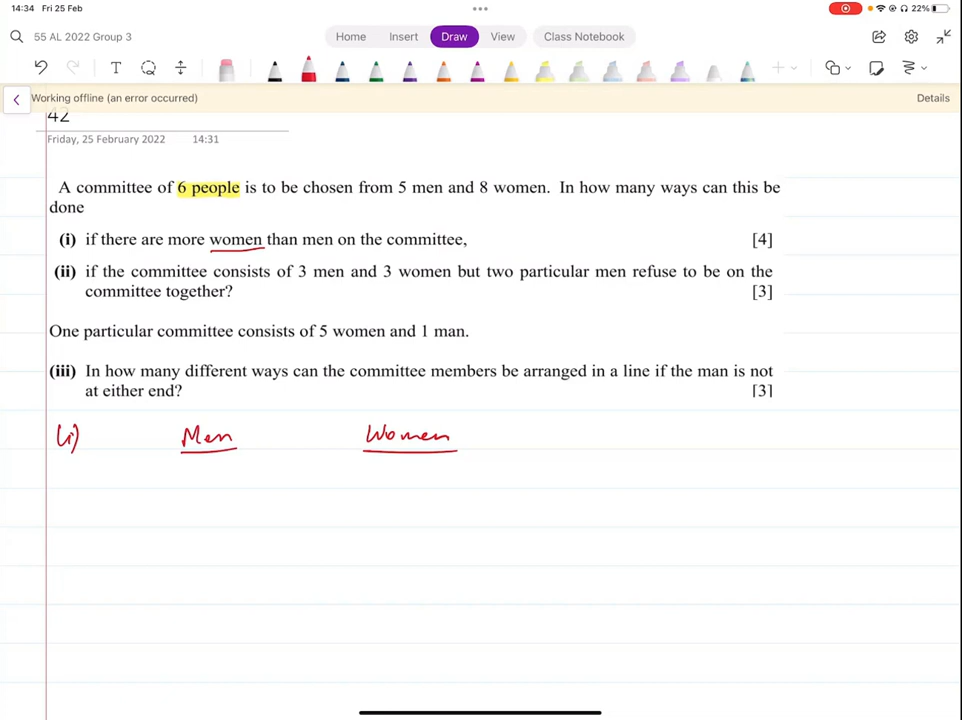 14:34 Fri 25 Feb
22%
55 AL 2022 Group 3
Home Insert Draw View Class Notebook
Working offline (an error occurred)
Details
42
Friday, 25 February 2022 14:31
A committee of 6 people is to be chosen from 5 men and 8 women. In how many ways can this be
done
(i) if there are more women than men on the committee, [4]
(ii) if the committee consists of 3 men and 3 women but two particular men refuse to be on the
committee together? [3]
One particular committee consists of 5 women and 1 man.
(iii) In how many different ways can the committee members be arranged in a line if the man is not
at either end? [3]
(i) Men Women